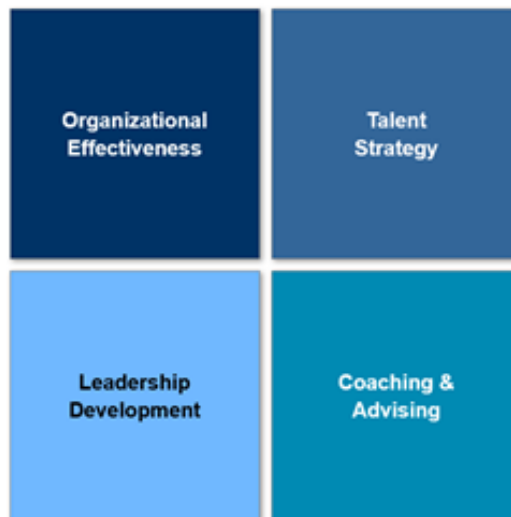 Organizational
Effectiveness
Talent
Strategy
Leadership
Development
Coaching &
Advising